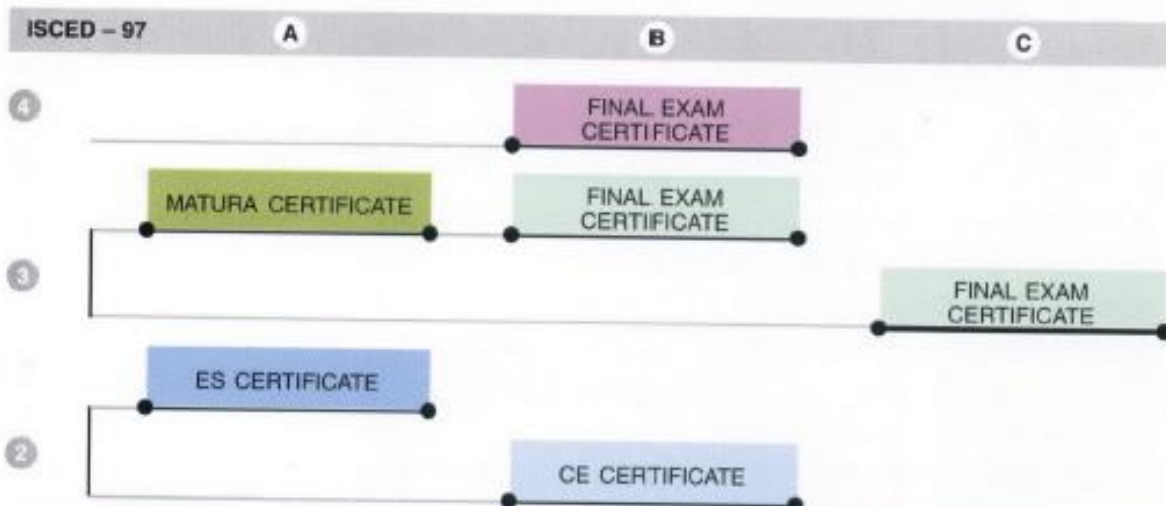 ISCED – 97
A
B
C
4
FINAL EXAM
CERTIFICATE
MATURA CERTIFICATE
FINAL EXAM
CERTIFICATE
3
FINAL EXAM
CERTIFICATE
ES CERTIFICATE
2
CE CERTIFICATE